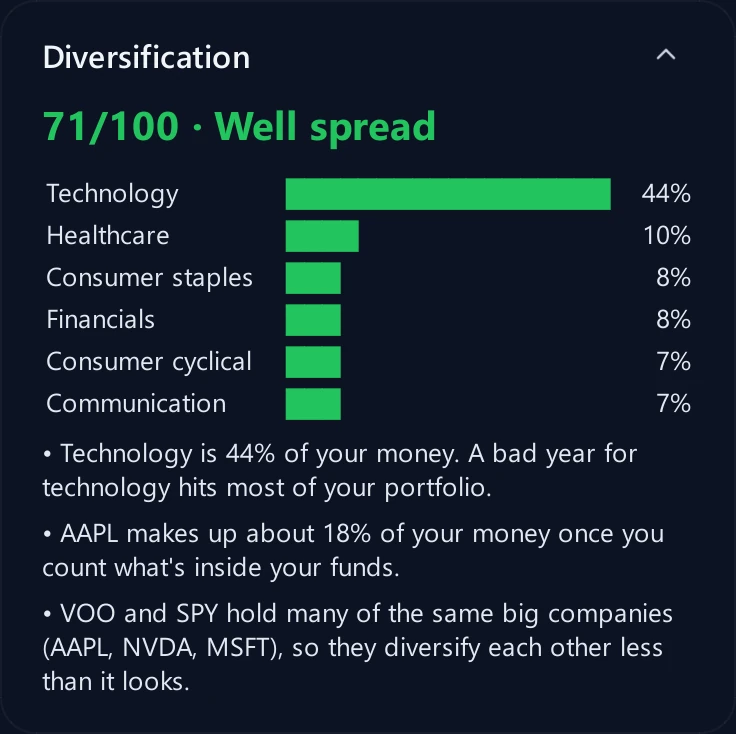 Diversification
71/100 · Well spread
Technology 44%
Healthcare 10%
Consumer staples 8%
Financials 8%
Consumer cyclical 7%
Communication 7%
• Technology is 44% of your money. A bad year for
technology hits most of your portfolio.
• AAPL makes up about 18% of your money once you
count what's inside your funds.
• VOO and SPY hold many of the same big companies
(AAPL, NVDA, MSFT), so they diversify each other less
than it looks.